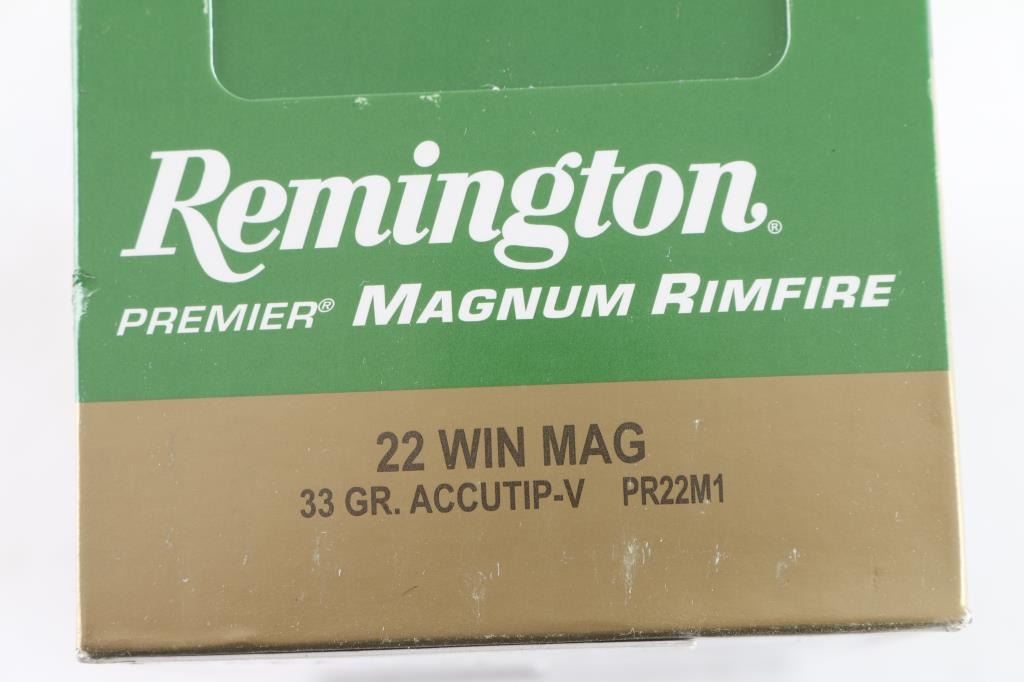 Remington®
PREMIER® MAGNUM RIMFIRE
22 WIN MAG
33 GR. ACCUTIP-V PR22M1